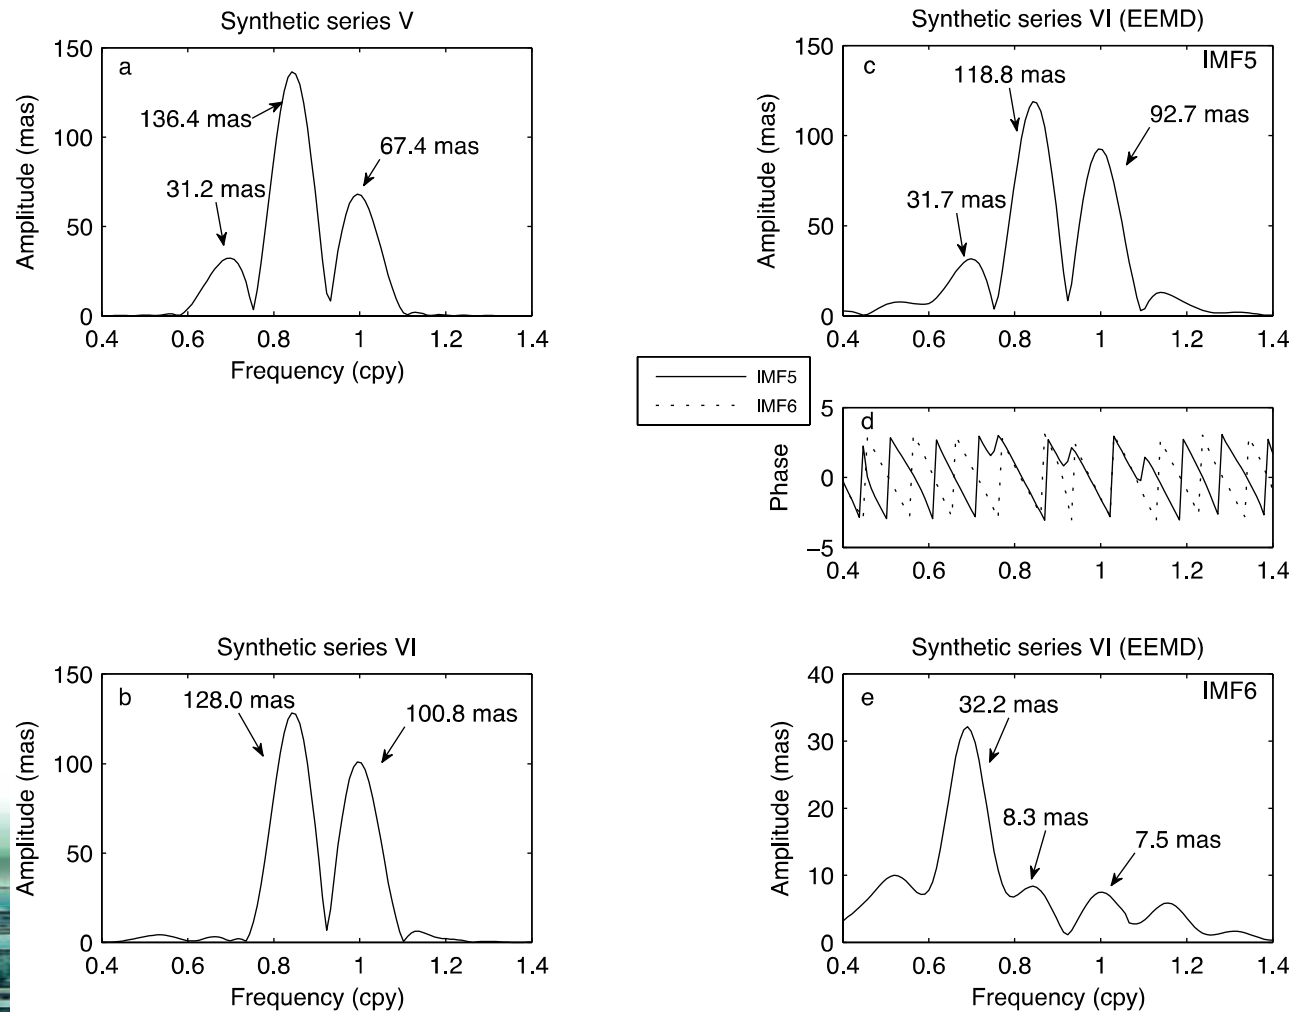 Synthetic series V
150
100
50
0
a
136.4 mas
67.4 mas
31.2 mas
Amplitude (mas)
0.4 0.6 0.8 1 1.2 1.4
Frequency (cpy)
Synthetic series VI (EEMD)
150
100
50
0
c
IMF5
118.8 mas
92.7 mas
31.7 mas
Amplitude (mas)
0.4 0.6 0.8 1 1.2 1.4
IMF5
IMF6
5
0
−5
d
Phase
0.4 0.6 0.8 1 1.2 1.4
Synthetic series VI
150
100
50
0
b
128.0 mas
100.8 mas
Amplitude (mas)
0.4 0.6 0.8 1 1.2 1.4
Frequency (cpy)
Synthetic series VI (EEMD)
40
30
20
10
0
e
IMF6
32.2 mas
8.3 mas
7.5 mas
Amplitude (mas)
0.4 0.6 0.8 1 1.2 1.4
Frequency (cpy)